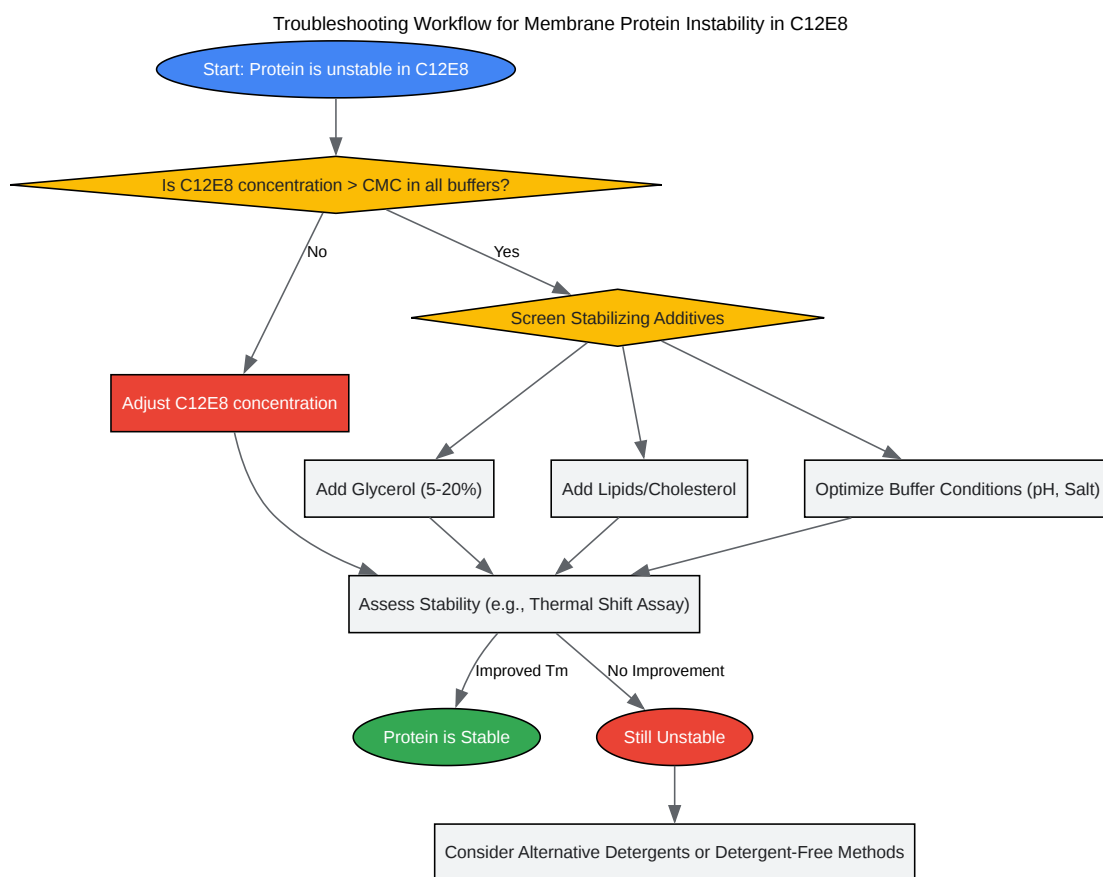 Troubleshooting Workflow for Membrane Protein Instability in C12E8
Start: Protein is unstable in C12E8
Is C12E8 concentration > CMC in all buffers?
No
Yes
Screen Stabilizing Additives
Adjust C12E8 concentration
Add Glycerol (5-20%)
Add Lipids/Cholesterol
Optimize Buffer Conditions (pH, Salt)
Assess Stability (e.g., Thermal Shift Assay)
Improved Tm
No Improvement
Protein is Stable
Still Unstable
Consider Alternative Detergents or Detergent-Free Methods